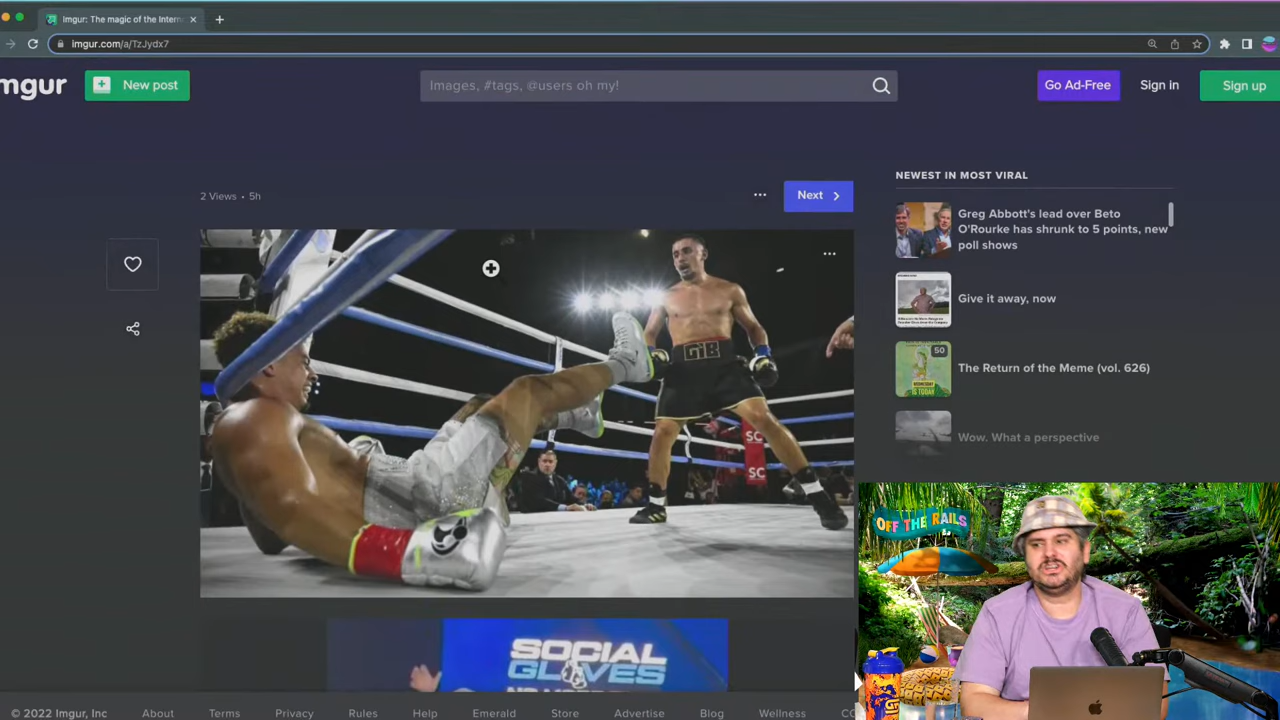 Imgur: The magic of the Intern
imgur.com/a/TzJydx7
mgur
New post
Images, #tags, @users oh my!
Go Ad-Free
Sign in
Sign up
2 Views • 5h
Next
NEWEST IN MOST VIRAL
Greg Abbott's lead over Beto
O'Rourke has shrunk to 5 points, new
poll shows
Give it away, now
50
The Return of the Meme (vol. 626)
Wow. What a perspective
GiB
SC
SC
OFF THE RAILS
SOCIAL
GLOVES
© 2022 Imgur, Inc
About
Terms
Privacy
Rules
Help
Emerald
Store
Advertise
Blog
Wellness
CC